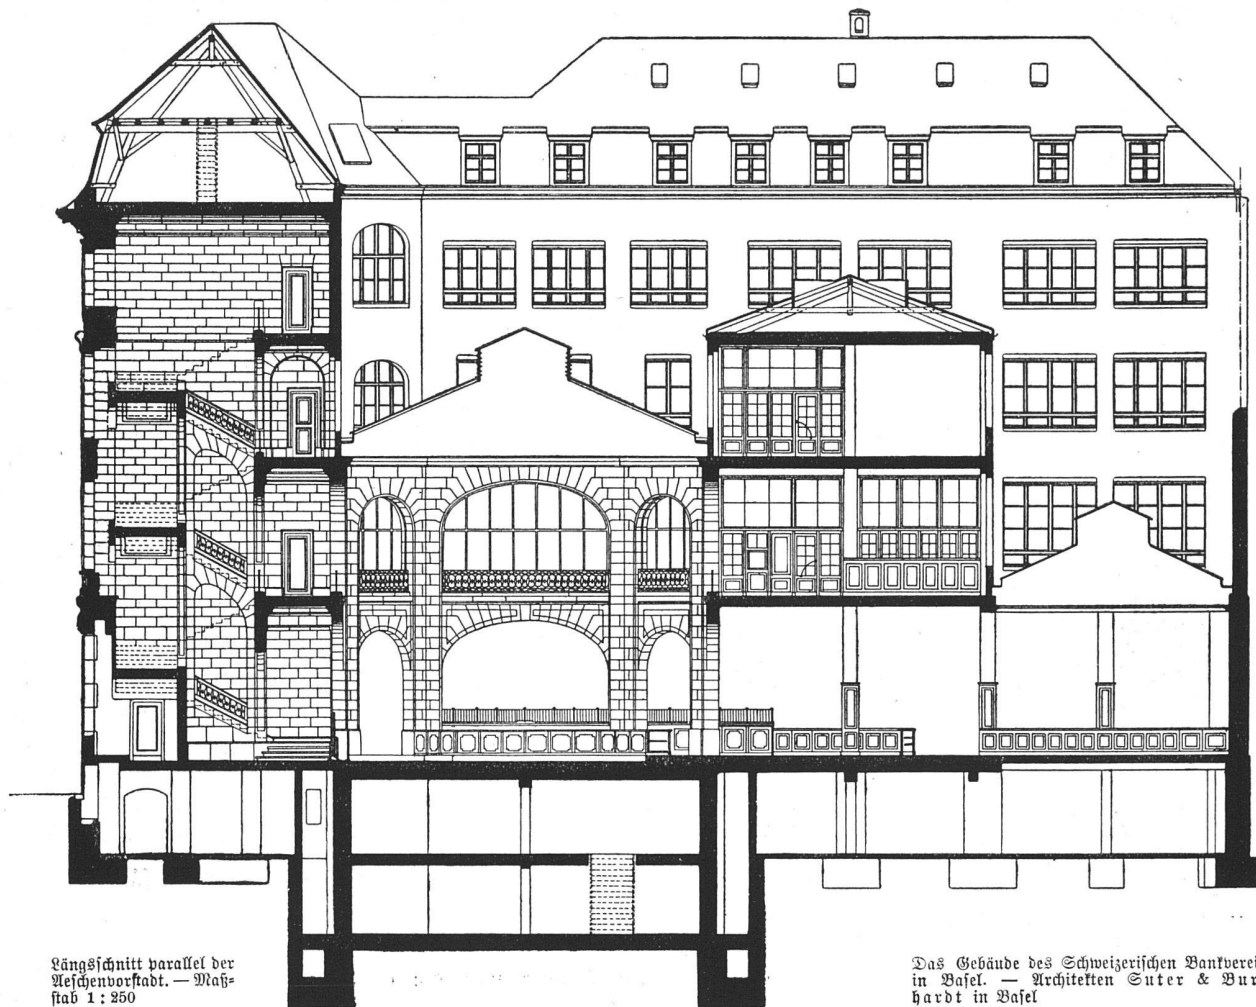 Längsschnitt parallel der
Aeschenvorstadt. — Maß-
stab 1 : 250
Das Gebäude des Schweizerischen Bankverei
in Basel. — Architekten Suter & Bur
hardt in Basel